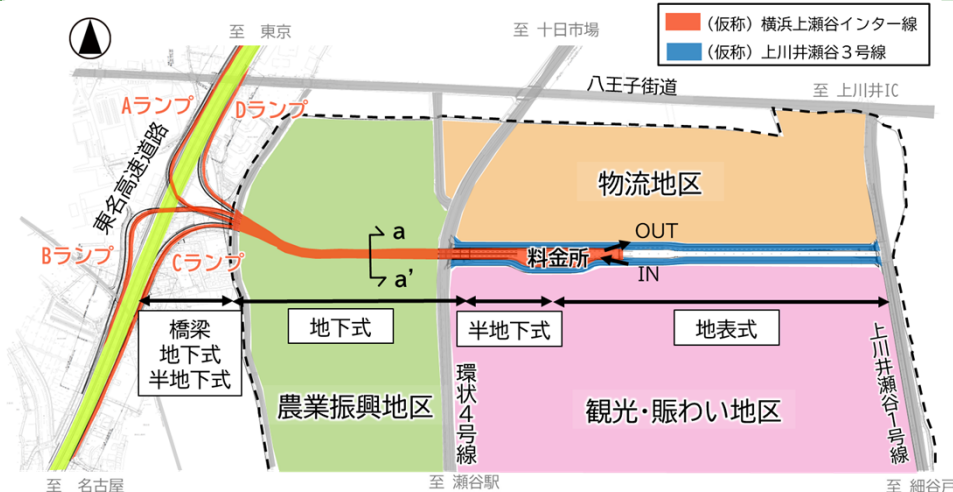 至 東京
至 十日市場
(仮称)横浜上瀬谷インター線
(仮称)上川井瀬谷3号線
八王子街道
至 上川井IC
Aランプ
Dランプ
東名高速道路
物流地区
Bランプ
Cランプ
a
a'
OUT
料金所
IN
橋梁
地下式
半地下式
地下式
半地下式
地表式
農業振興地区
環状4号線
観光・賑わい地区
上川井瀬谷1号線
至 名古屋
至 瀬谷駅
至 細谷戸